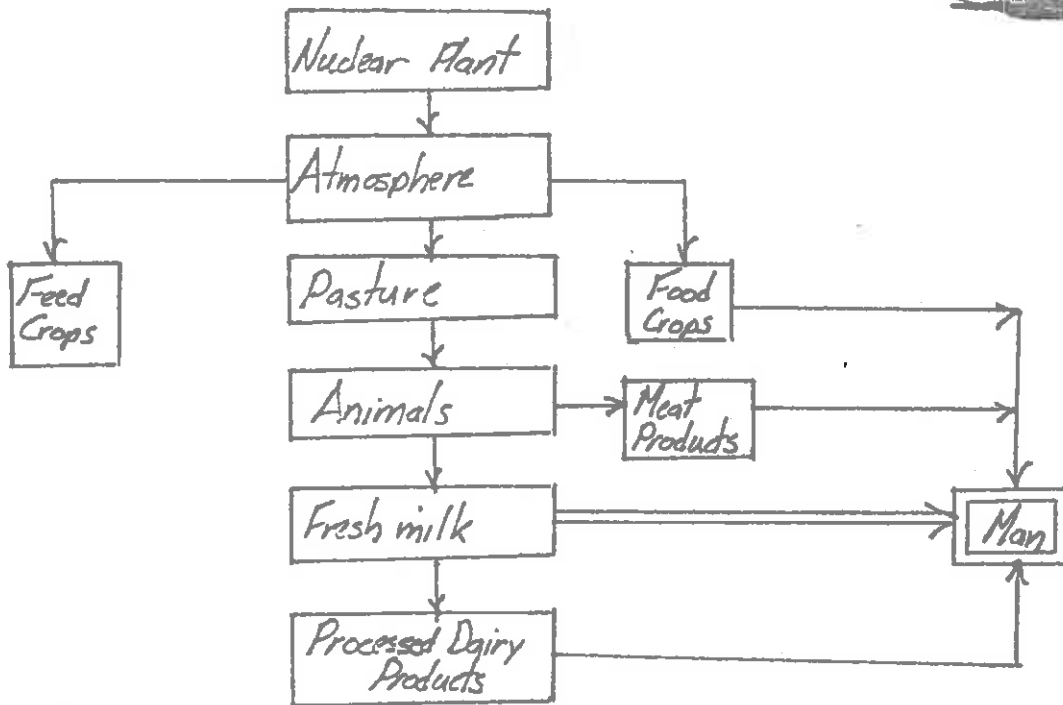 Nuclear Plant
Atmosphere
Feed
Crops
Pasture
Food
Crops
Animals
Meat
Products
Fresh milk
Man
Processed Dairy
Products